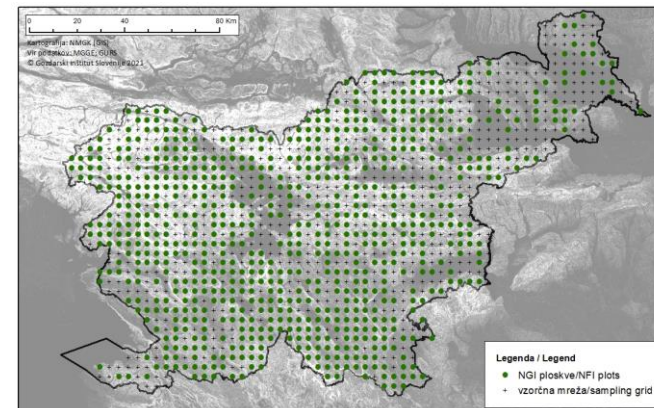 0 20 40 80 Km
Kartografija: NMGK (GIS)
Vir podatkov: MGGE; GURS
© Gozdarski inštitut Slovenije 2021
Legenda / Legend
NGI ploskve/NFI plots
vzorčna mreža/sampling grid